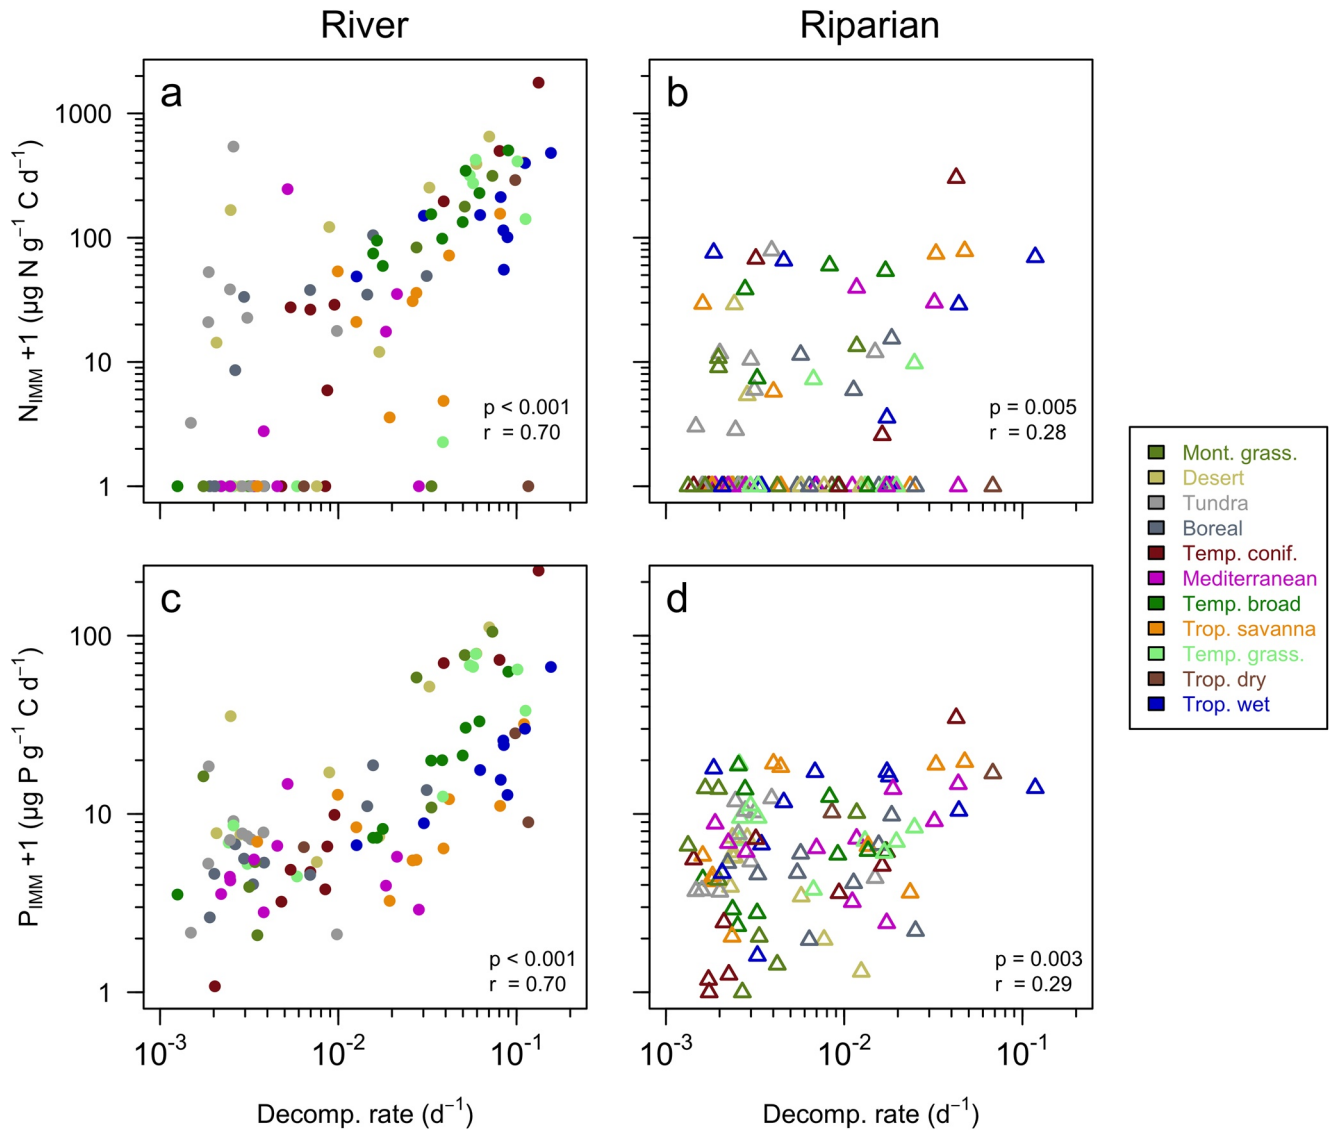 River
Riparian
a
b
N_IMM +1 (µg N g⁻¹ C d⁻¹)
1000
100
10
1
p < 0.001
r = 0.70
p = 0.005
r = 0.28
Mont. grass.
Desert
Tundra
Boreal
Temp. conif.
Mediterranean
Temp. broad
Trop. savanna
Temp. grass.
Trop. dry
Trop. wet
c
d
P_IMM +1 (µg P g⁻¹ C d⁻¹)
100
10
1
p < 0.001
r = 0.70
p = 0.003
r = 0.29
10⁻³ 10⁻² 10⁻¹
10⁻³ 10⁻² 10⁻¹
Decomp. rate (d⁻¹)
Decomp. rate (d⁻¹)